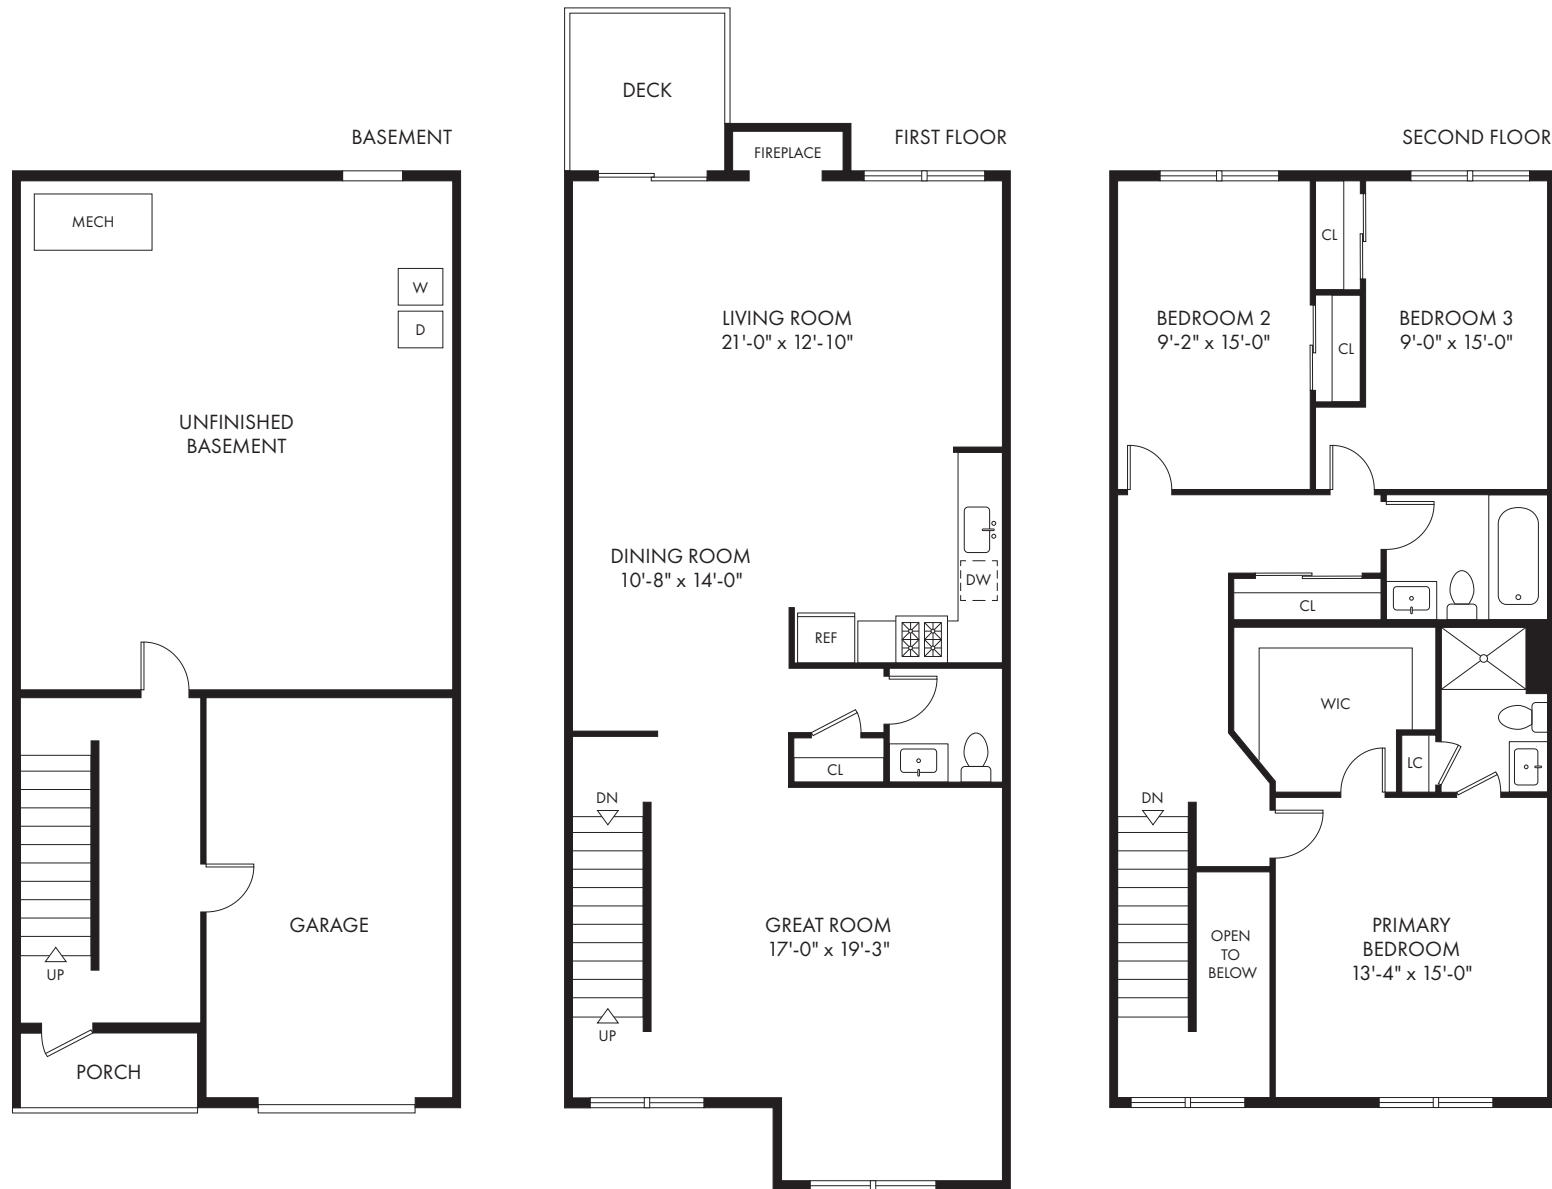 BASEMENT
MECH
W
D
UNFINISHED
BASEMENT
GARAGE
UP
PORCH
FIRST FLOOR
DECK
FIREPLACE
LIVING ROOM
21'-0" x 12'-10"
DINING ROOM
10'-8" x 14'-0"
DW
REF
CL
DN
GREAT ROOM
17'-0" x 19'-3"
UP
SECOND FLOOR
CL
BEDROOM 2
9'-2" x 15'-0"
CL
BEDROOM 3
9'-0" x 15'-0"
CL
WIC
LC
DN
OPEN
TO
BELOW
PRIMARY
BEDROOM
13'-4" x 15'-0"